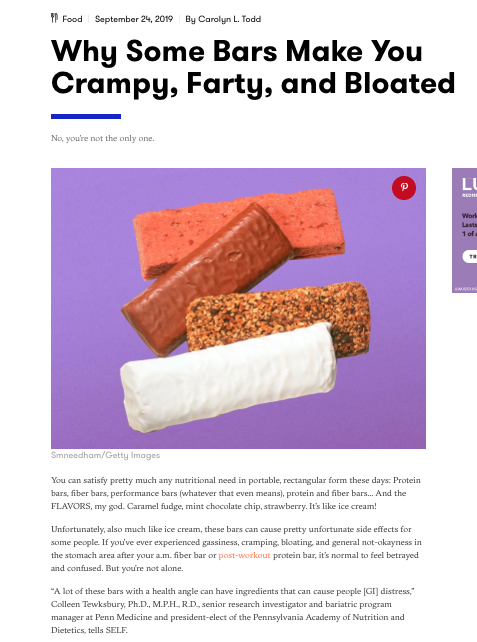 Food | September 24, 2019 | By Carolyn L. Todd
Why Some Bars Make You
Crampy, Farty, and Bloated
No, you're not the only one.
Smneedham/Getty Images
You can satisfy pretty much any nutritional need in portable, rectangular form these days: Protein
bars, fiber bars, performance bars (whatever that even means), protein and fiber bars... And the
FLAVORS, my god. Caramel fudge, mint chocolate chip, strawberry. It's like ice cream!
Unfortunately, also much like ice cream, these bars can cause pretty unfortunate side effects for
some people. If you've ever experienced gassiness, cramping, bloating, and general not-okayness in
the stomach area after your a.m. fiber bar or post-workout protein bar, it's normal to feel betrayed
and confused. But you're not alone.
“A lot of these bars with a health angle can have ingredients that can cause people [GI] distress,”
Colleen Tewksbury, Ph.D., M.P.H., R.D., senior research investigator and bariatric program
manager at Penn Medicine and president-elect of the Pennsylvania Academy of Nutrition and
Dietetics, tells SELF.